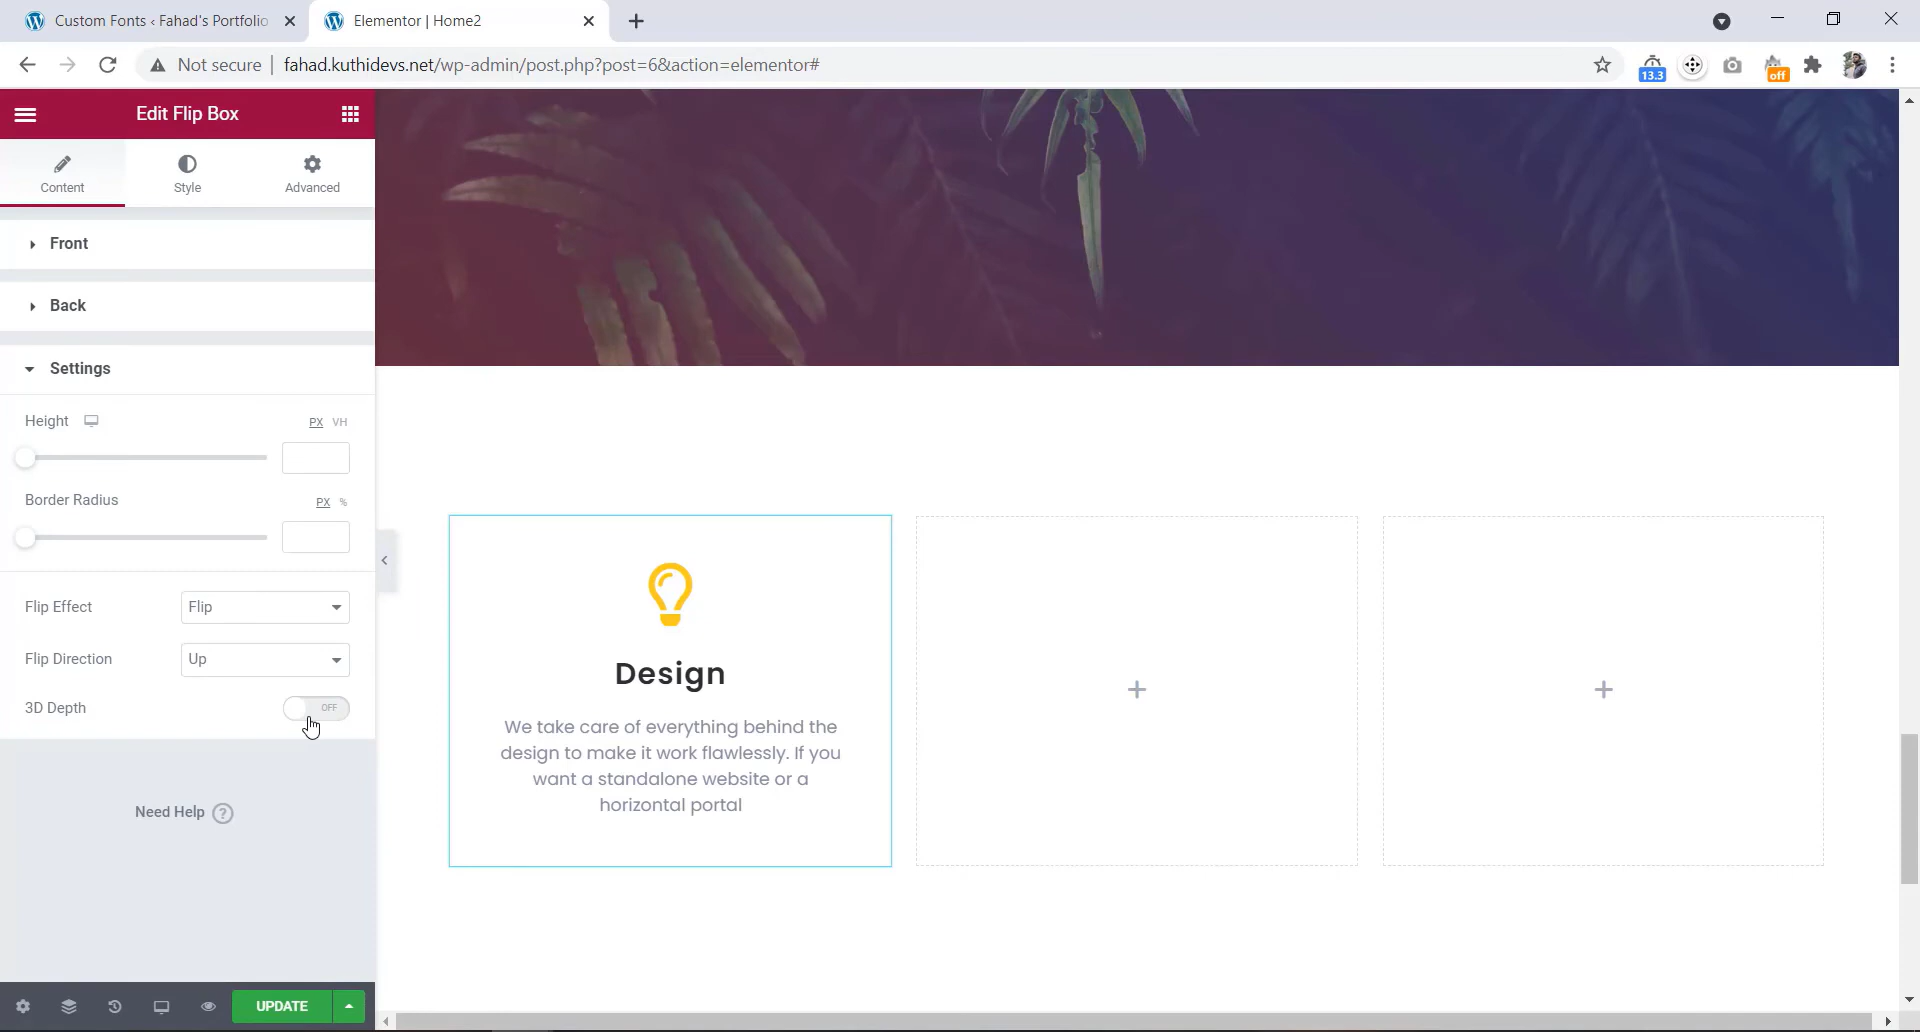 Custom Fonts ‹ Fahad's Portfolio
Elementor | Home2
Not secure | fahad.kuthidevs.net/wp-admin/post.php?post=6&action=elementor#
13.3
off
Edit Flip Box
Content
Style
Advanced
Front
Back
Settings
Height
PX VH
Border Radius
PX %
Flip Effect
Flip
Flip Direction
Up
3D Depth
OFF
Need Help ?
UPDATE
Design
We take care of everything behind the
design to make it work flawlessly. If you
want a standalone website or a
horizontal portal